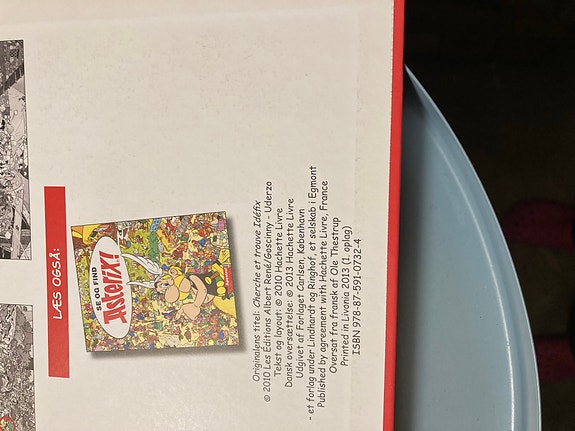 LÆS OGSÅ:
SE OG FIND
Asterix!
Originalens titel: Cherche et trouve Idéfix
© 2010 Les Éditions Albert René/Goscinny - Uderzo
Tekst og layout: © 2010 Hachette Livre
Dansk oversættelse: © 2013 Hachette Livre
Udgivet af Forlaget Carlsen, København
- et forlag under Lindhardt og Ringhof, et selskab i Egmont
Published by agreement with Hachette Livre, France
Oversat fra fransk af Ole Thestrup
Printed in Livonia 2013 (1. oplag)
ISBN 978-87-591-0732-4